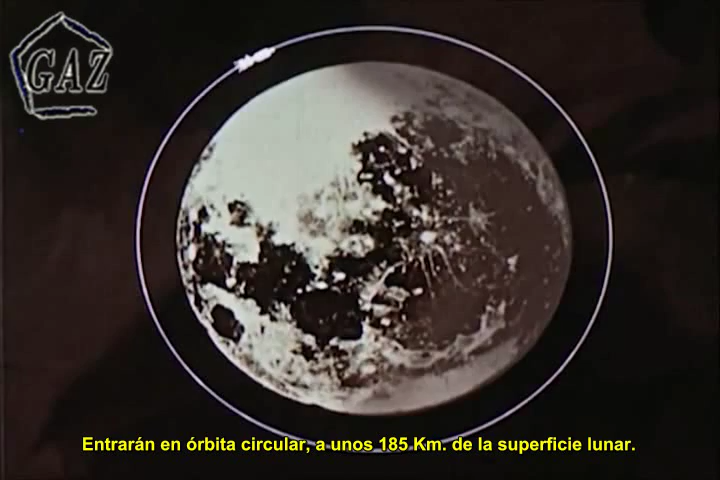 GAZ
Entrarán en órbita circular, a unos 185 Km. de la superficie lunar.